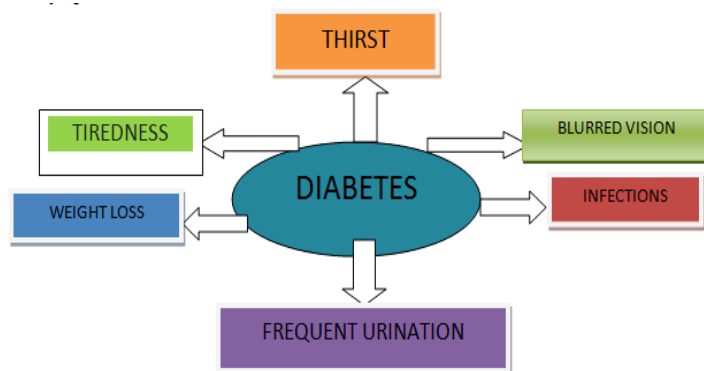 THIRST
TIREDNESS
BLURRED VISION
DIABETES
WEIGHT LOSS
INFECTIONS
FREQUENT URINATION